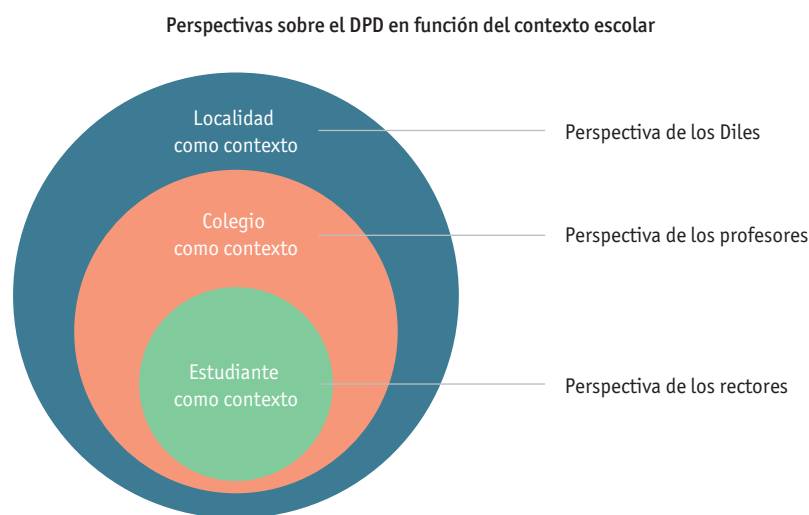 Perspectivas sobre el DPD en función del contexto escolar
Localidad
como contexto
Perspectiva de los Diles
Colegio
como contexto
Perspectiva de los profesores
Estudiante
como contexto
Perspectiva de los rectores